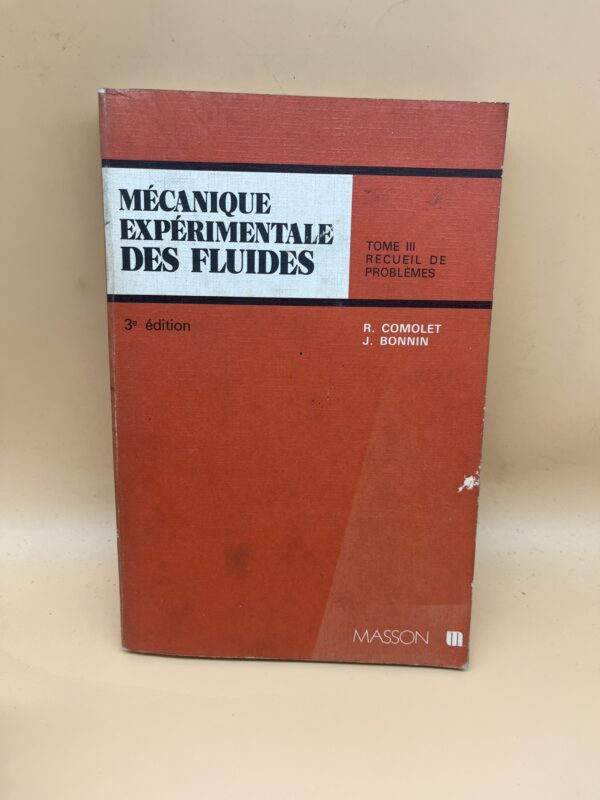 MÉCANIQUE
EXPÉRIMENTALE
DES FLUIDES
TOME III
RECUEIL DE
PROBLÈMES
3e édition
R. COMOLET
J. BONNIN
MASSON m